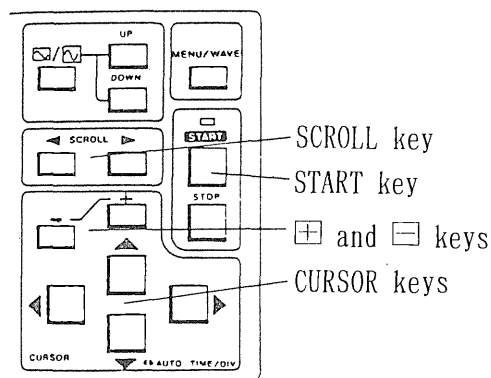 UP
MENU/WAVE
DOWN
◄ SCROLL ►
START
STOP
SCROLL key
START key
+ and - keys
CURSOR keys
+
-
CURSOR
AUTO TIME/DIV